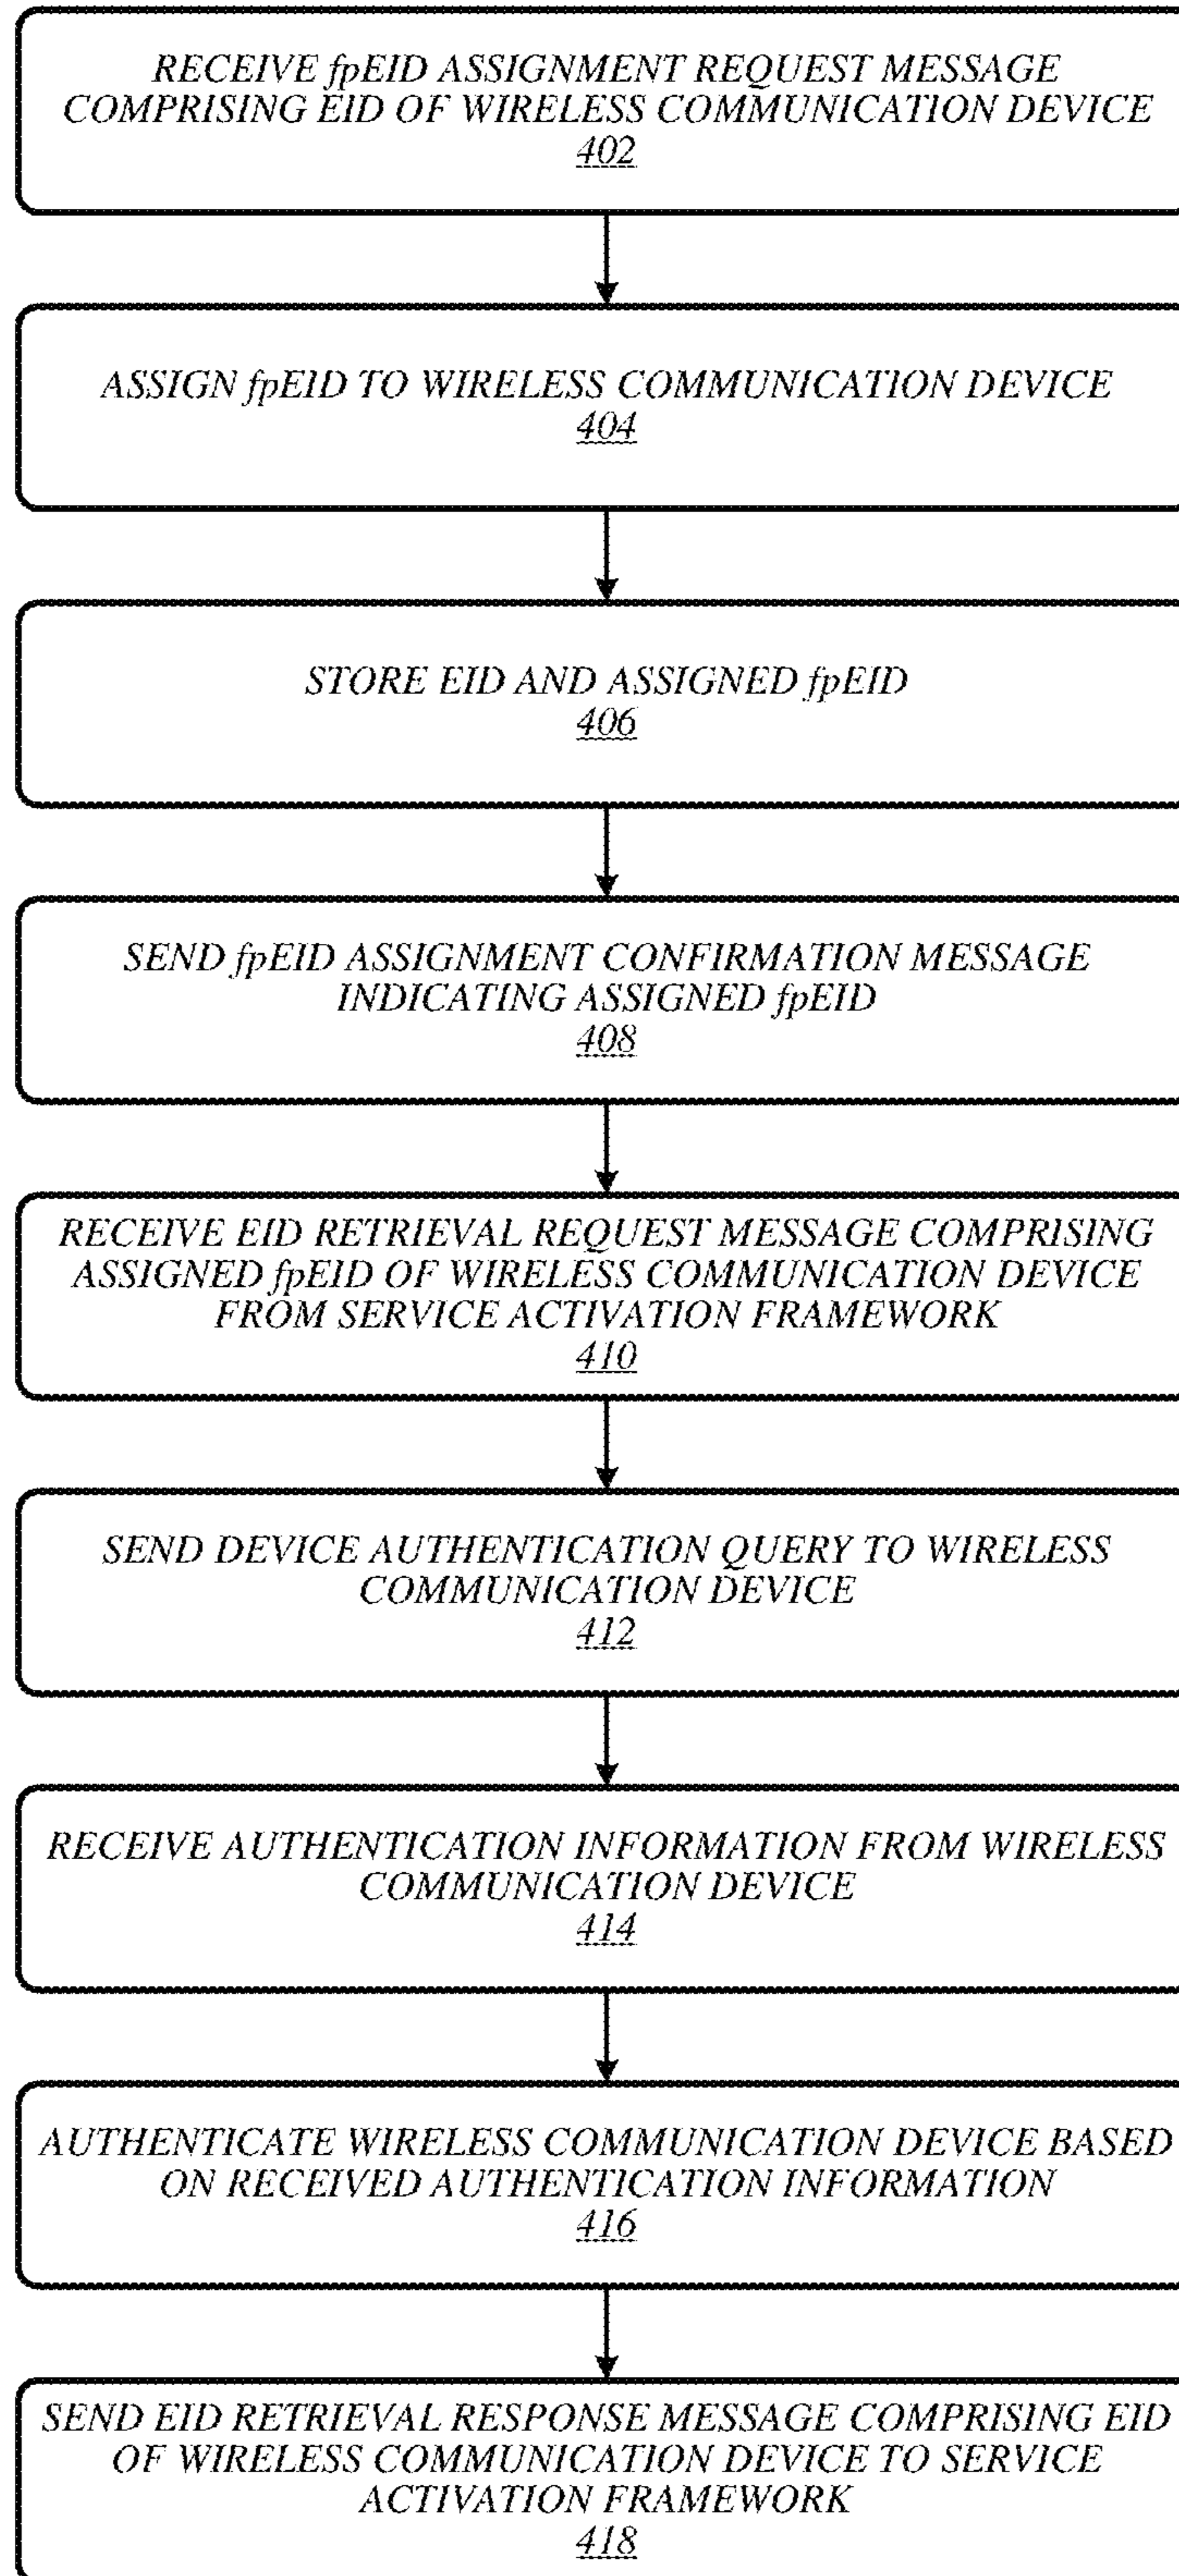 RECEIVE fpEID ASSIGNMENT REQUEST MESSAGE
COMPRISING EID OF WIRELESS COMMUNICATION DEVICE
402
ASSIGN fpEID TO WIRELESS COMMUNICATION DEVICE
404
STORE EID AND ASSIGNED fpEID
406
SEND fpEID ASSIGNMENT CONFIRMATION MESSAGE
INDICATING ASSIGNED fpEID
408
RECEIVE EID RETRIEVAL REQUEST MESSAGE COMPRISING
ASSIGNED fpEID OF WIRELESS COMMUNICATION DEVICE
FROM SERVICE ACTIVATION FRAMEWORK
410
SEND DEVICE AUTHENTICATION QUERY TO WIRELESS
COMMUNICATION DEVICE
412
RECEIVE AUTHENTICATION INFORMATION FROM WIRELESS
COMMUNICATION DEVICE
414
AUTHENTICATE WIRELESS COMMUNICATION DEVICE BASED
ON RECEIVED AUTHENTICATION INFORMATION
416
SEND EID RETRIEVAL RESPONSE MESSAGE COMPRISING EID
OF WIRELESS COMMUNICATION DEVICE TO SERVICE
ACTIVATION FRAMEWORK
418